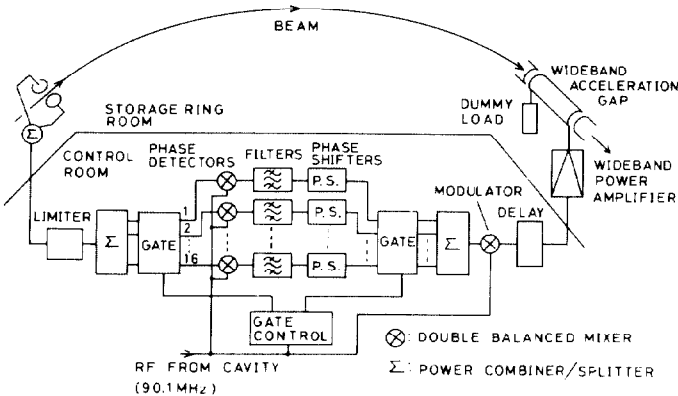 BEAM
WIDEBAND
ACCELERATION
GAP
DUMMY
LOAD
STORAGE RING
ROOM
Σ
CONTROL
ROOM
PHASE
DETECTORS
FILTERS
PHASE
SHIFTERS
WIDEBAND
POWER
AMPLIFIER
MODULATOR
DELAY
LIMITER
Σ
GATE
1
2
16
P.S.
P.S.
P.S.
GATE
Σ
GATE
CONTROL
RF FROM CAVITY
(90.1MHz)
: DOUBLE BALANCED MIXER
Σ : POWER COMBINER/SPLITTER